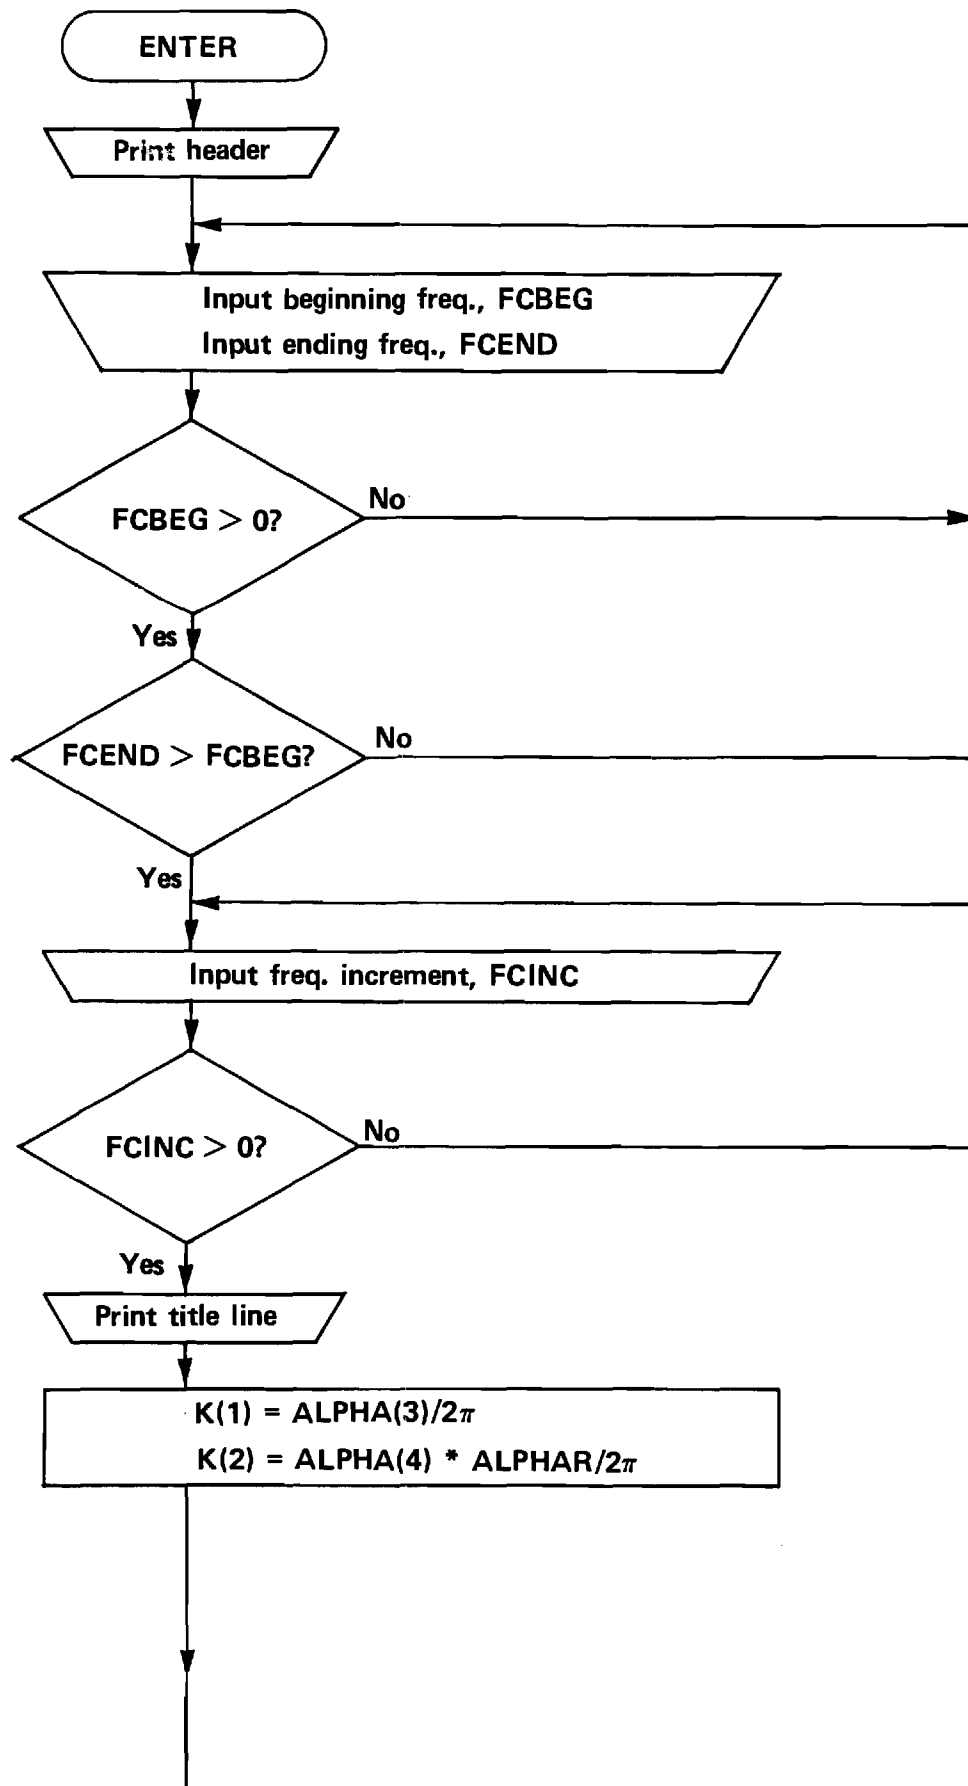 ENTER
Print header
Input beginning freq., FCBEG
Input ending freq., FCEND
FCBEG > 0?
No
Yes
FCEND > FCBEG?
No
Yes
Input freq. increment, FCINC
FCINC > 0?
No
Yes
Print title line
K(1) = ALPHA(3)/2π
K(2) = ALPHA(4) * ALPHAR/2π